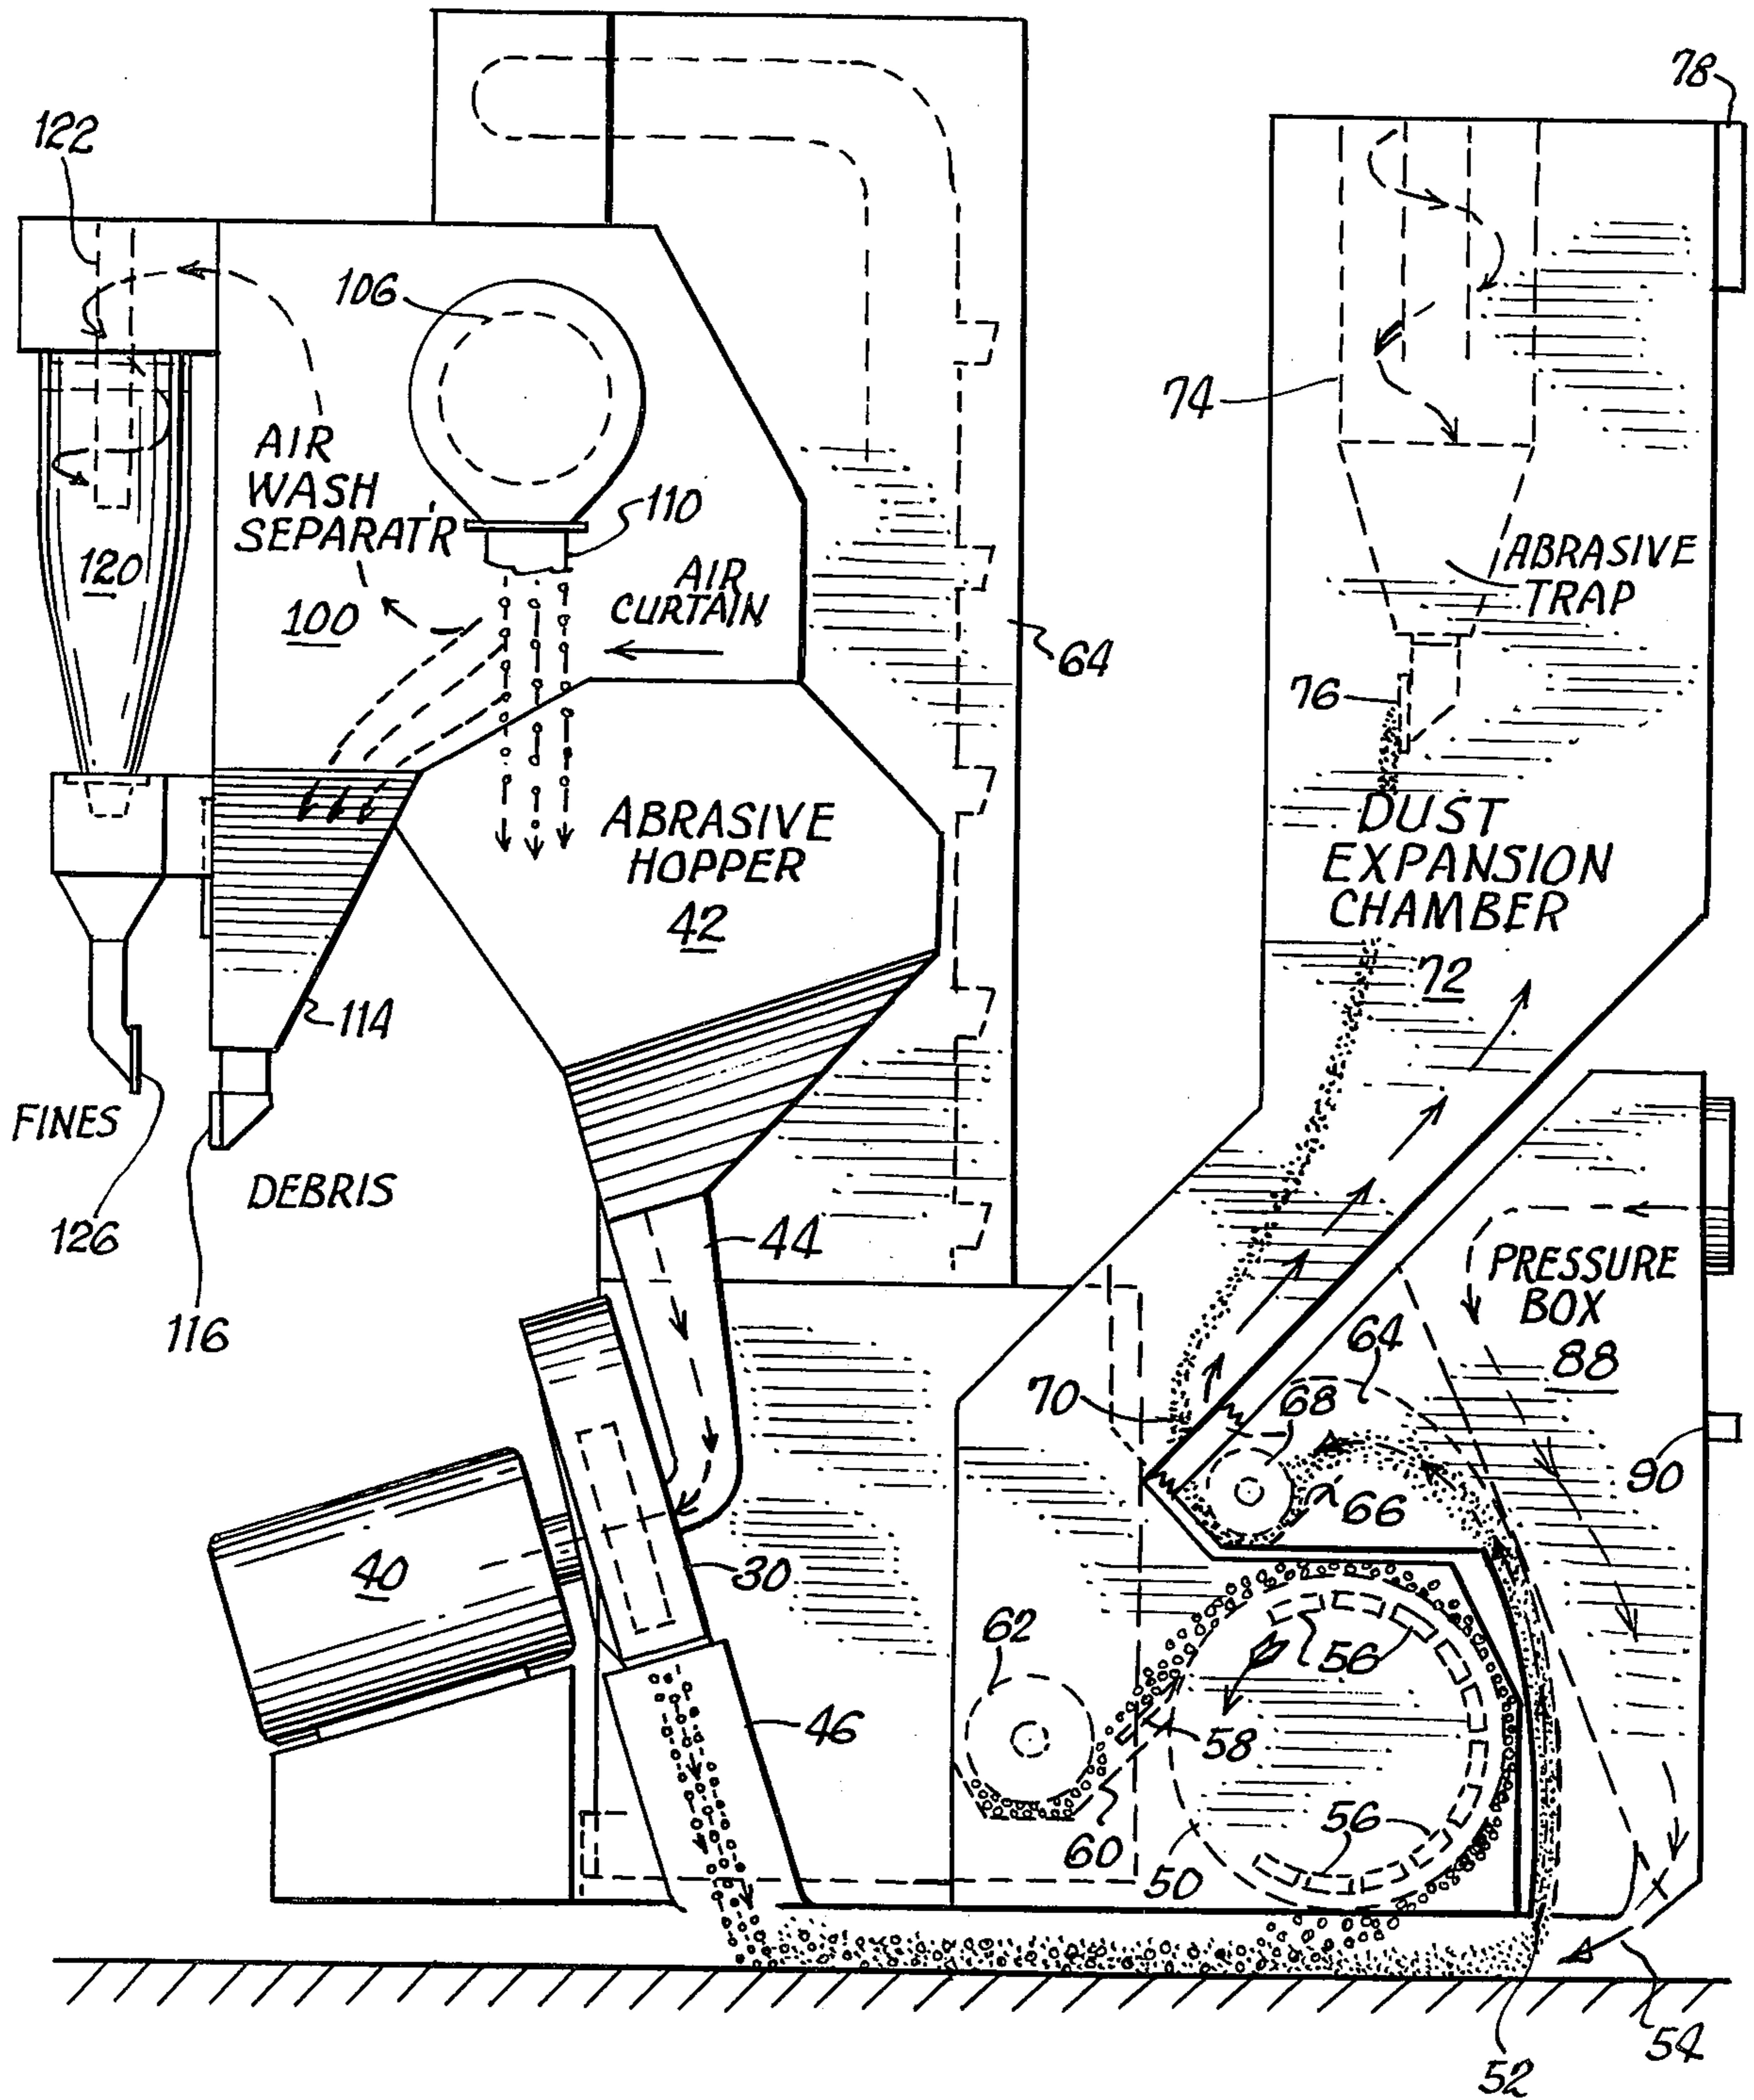 78
122
106
74
AIR
WASH
SEPARAT'R
110
120
100
AIR
CURTAIN
ABRASIVE
TRAP
64
76
ABRASIVE
HOPPER
42
DUST
EXPANSION
CHAMBER
72
114
FINES
DEBRIS
126
116
44
PRESSURE
BOX
88
64
70
68
90
66
40
30
62
56
46
58
60
50
56
54
52